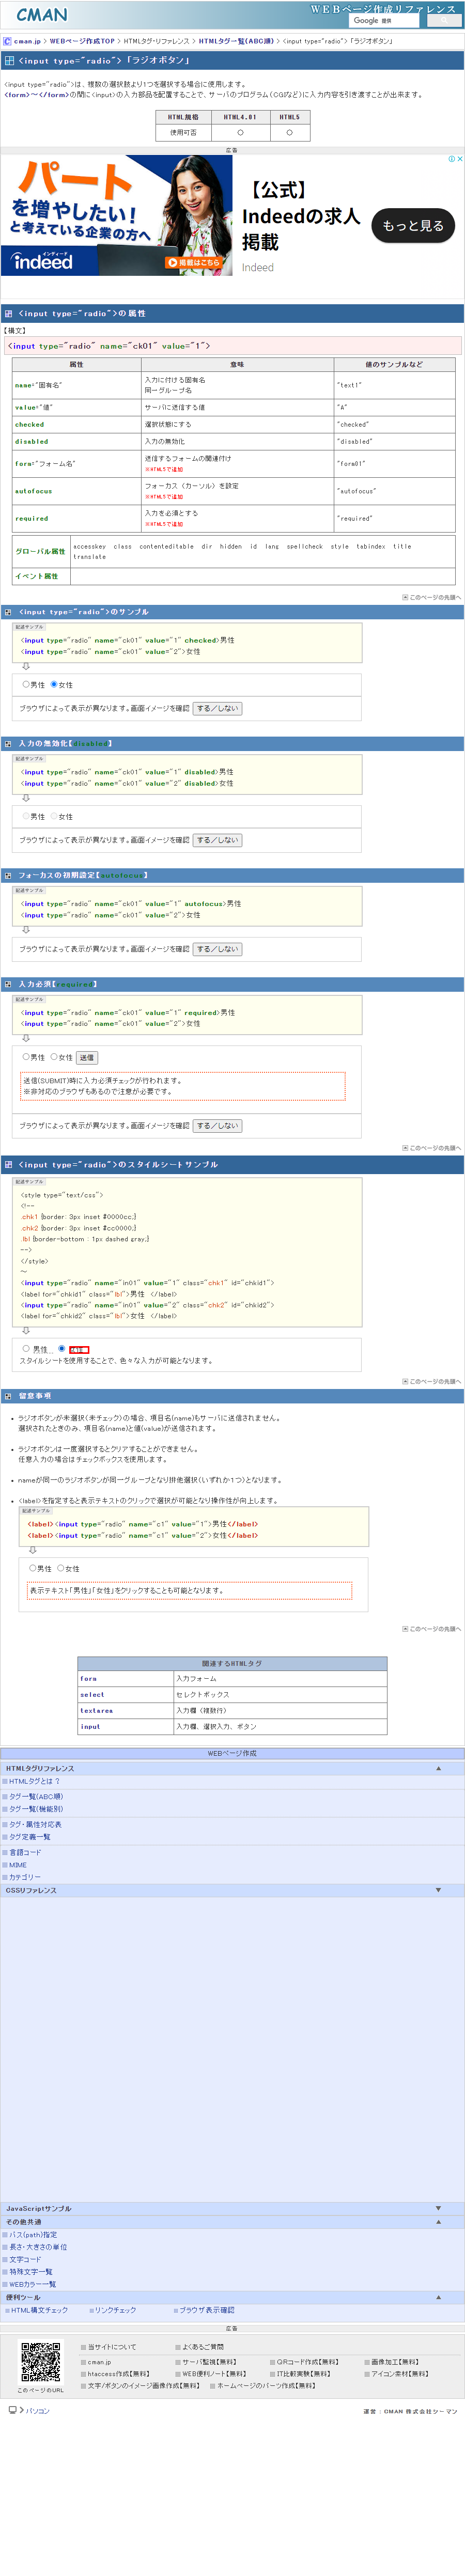 CMAN
WEBページ作成リファレンス
Google 提供
cman.jp > WEBページ作成TOP > HTMLタグ・リファレンス > HTMLタグ一覧(ABC順) > <input type="radio"> 「ラジオボタン」
<input type="radio"> 「ラジオボタン」
<input type="radio">は、複数の選択肢より1つを選択する場合に使用します。
<form>～</form>の間に<input>の入力部品を配置することで、サーバのプログラム(CGIなど)に入力内容を引き渡すことが出来ます。
HTML規格 HTML4.01 HTML5
使用可否 ○ ○
広告
パートを増やしたい!
と考えている企業の方へ
indeed
インディード
掲載はこちら
【公式】
Indeedの求人
掲載
Indeed
もっと見る
<input type="radio">の属性
【構文】
<input type="radio" name="ck01" value="1">
属性 意味 値のサンプルなど
name="固有名" 入力に付ける固有名
同一グループ名 "text1"
value="値" サーバに送信する値 "A"
checked 選択状態にする "checked"
disabled 入力の無効化 "disabled"
form="フォーム名" 送信するフォームの関連付け
※HTML5で追加 "form01"
autofocus フォーカス（カーソル）を設定
※HTML5で追加 "autofocus"
required 入力を必須とする
※HTML5で追加 "required"
グローバル属性 accesskey class contenteditable dir hidden id lang spellcheck style tabindex title
translate
イベント属性
このページの先頭へ
<input type="radio">のサンプル
記述サンプル
<input type="radio" name="ck01" value="1" checked>男性
<input type="radio" name="ck01" value="2">女性
男性 女性
ブラウザによって表示が異なります。画面イメージを確認 する／しない
入力の無効化【disabled】
記述サンプル
<input type="radio" name="ck01" value="1" disabled>男性
<input type="radio" name="ck01" value="2" disabled>女性
男性 女性
ブラウザによって表示が異なります。画面イメージを確認 する／しない
フォーカスの初期設定【autofocus】
記述サンプル
<input type="radio" name="ck01" value="1" autofocus>男性
<input type="radio" name="ck01" value="2">女性
ブラウザによって表示が異なります。画面イメージを確認 する／しない
入力必須【required】
記述サンプル
<input type="radio" name="ck01" value="1" required>男性
<input type="radio" name="ck01" value="2">女性
男性 女性 送信
送信(SUBMIT)時に入力必須チェックが行われます。
※非対応のブラウザもあるので注意が必要です。
ブラウザによって表示が異なります。画面イメージを確認 する／しない
このページの先頭へ
<input type="radio">のスタイルシートサンプル
記述サンプル
<style type="text/css">
<!--
.chk1 {border: 3px inset #0000cc;}
.chk2 {border: 3px inset #cc0000;}
.lbl {border-bottom : 1px dashed gray;}
-->
</style>
～
<input type="radio" name="in01" value="1" class="chk1" id="chkid1">
<label for="chkid1" class="lbl">男性 </label>
<input type="radio" name="in01" value="2" class="chk2" id="chkid2">
<label for="chkid2" class="lbl">女性 </label>
男性 女性
スタイルシートを使用することで、色々な入力が可能となります。
このページの先頭へ
留意事項
• ラジオボタンが未選択(未チェック)の場合、項目名(name)もサーバに送信されません。
選択されたときのみ、項目名(name)と値(value)が送信されます。
• ラジオボタンは一度選択するとクリアすることができません。
任意入力の場合はチェックボックスを使用します。
• nameが同一のラジオボタンが同一グループとなり排他選択(いずれか1つ)となります。
• <label>を指定すると表示テキストのクリックで選択が可能となり操作性が向上します。
記述サンプル
<label><input type="radio" name="c1" value="1">男性</label>
<label><input type="radio" name="c1" value="2">女性</label>
男性 女性
表示テキスト「男性」「女性」をクリックすることも可能となります。
このページの先頭へ
関連するHTMLタグ
form 入力フォーム
select セレクトボックス
textarea 入力欄（複数行）
input 入力欄、選択入力、ボタン
WEBページ作成
HTMLタグリファレンス
HTMLタグとは？
タグ一覧(ABC順)
タグ一覧(機能別)
タグ・属性対応表
タグ定義一覧
言語コード
MIME
カテゴリー
CSSリファレンス
JavaScriptサンプル
その他共通
パス(path)指定
長さ・大きさの単位
文字コード
特殊文字一覧
WEBカラー一覧
便利ツール
HTML構文チェック リンクチェック ブラウザ表示確認
広告
このページのURL
当サイトについて よくあるご質問
cman.jp サーバ監視【無料】 QRコード作成【無料】 画像加工【無料】
htaccess作成【無料】 WEB便利ノート【無料】 IT比較実験【無料】 アイコン素材【無料】
文字/ボタンのイメージ画像作成【無料】 ホームページのパーツ作成【無料】
パソコン
運営 : CMAN 株式会社シーマン